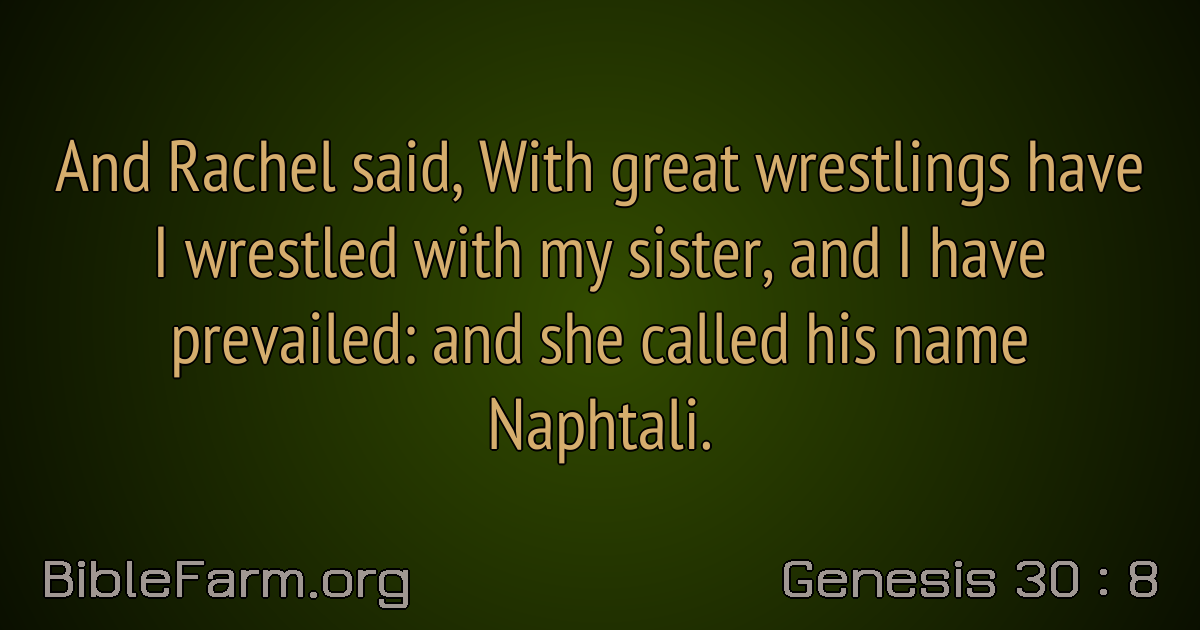 And Rachel said, With great wrestlings have
I wrestled with my sister, and I have
prevailed: and she called his name
Naphtali.
BibleFarm.org
Genesis 30 : 8